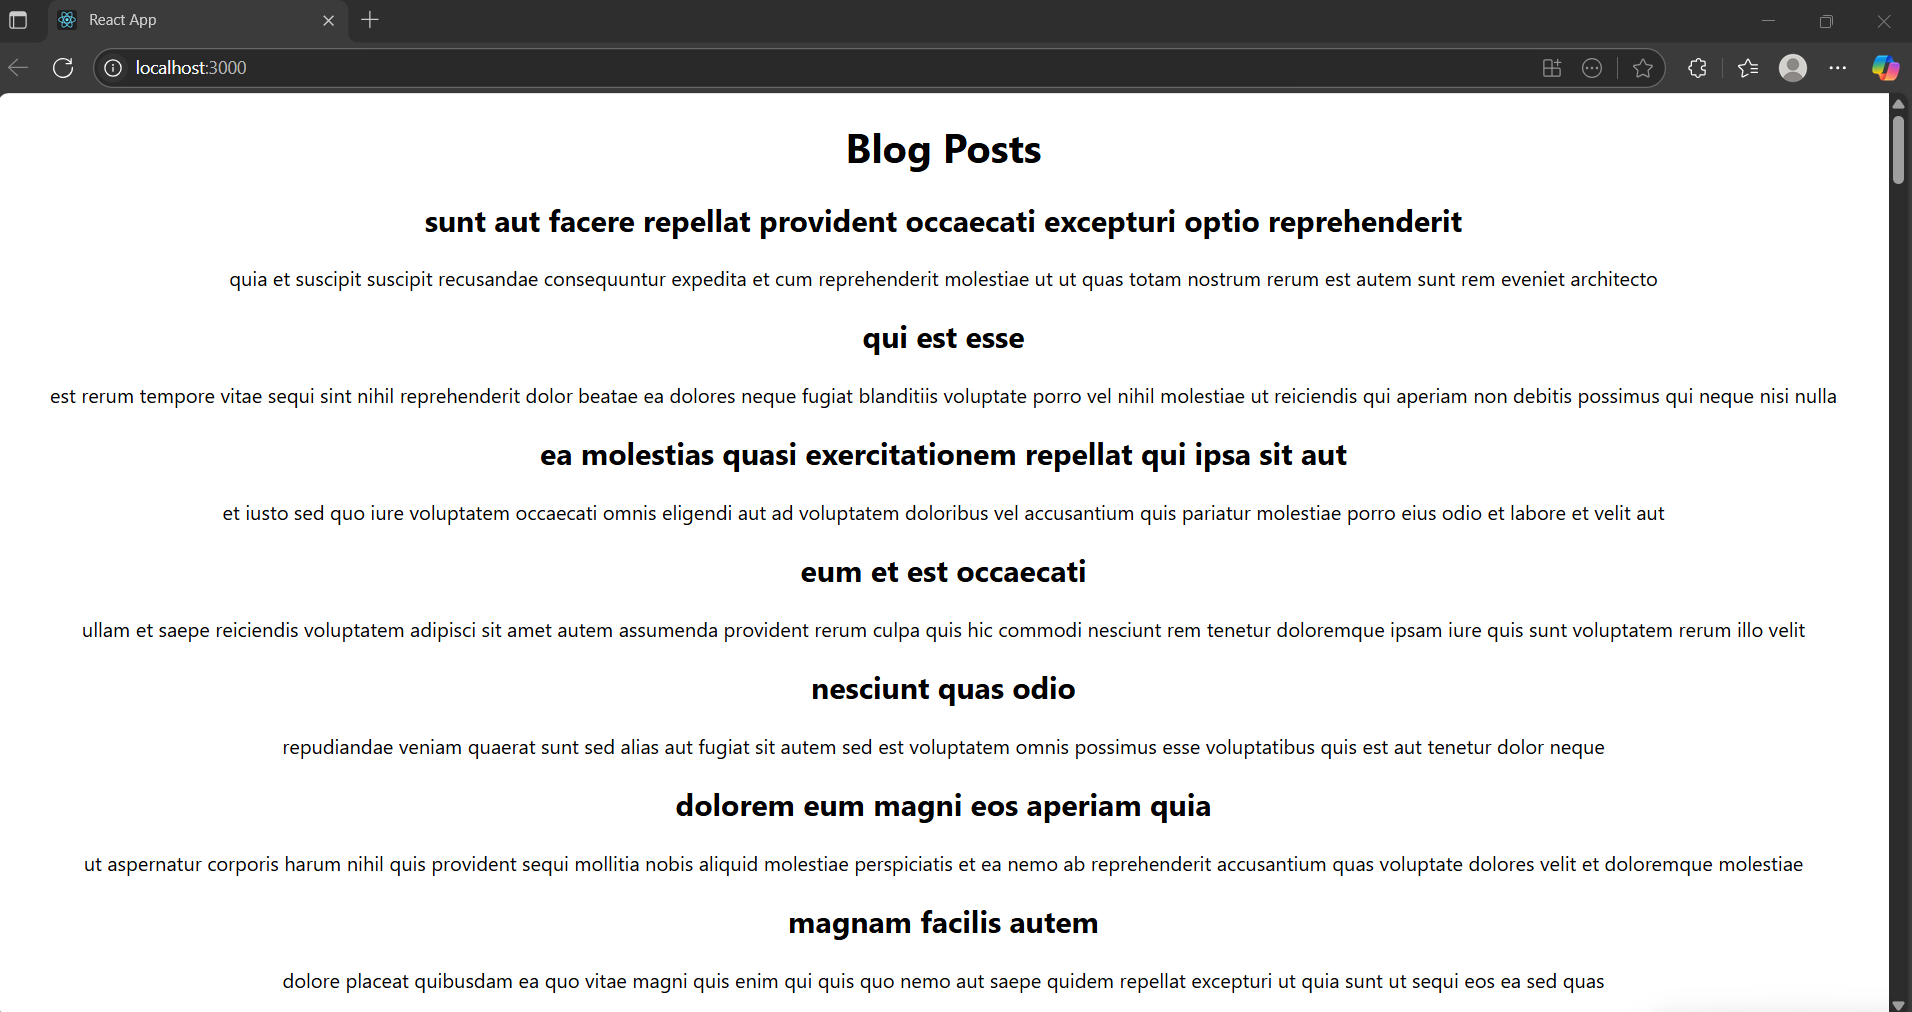 React App
localhost:3000
Blog Posts
sunt aut facere repellat provident occaecati excepturi optio reprehenderit
quia et suscipit suscipit recusandae consequuntur expedita et cum reprehenderit molestiae ut ut quas totam nostrum rerum est autem sunt rem eveniet architecto
qui est esse
est rerum tempore vitae sequi sint nihil reprehenderit dolor beatae ea dolores neque fugiat blanditiis voluptate porro vel nihil molestiae ut reiciendis qui aperiam non debitis possimus qui neque nisi nulla
ea molestias quasi exercitationem repellat qui ipsa sit aut
et iusto sed quo iure voluptatem occaecati omnis eligendi aut ad voluptatem doloribus vel accusantium quis pariatur molestiae porro eius odio et labore et velit aut
eum et est occaecati
ullam et saepe reiciendis voluptatem adipisci sit amet autem assumenda provident rerum culpa quis hic commodi nesciunt rem tenetur doloremque ipsam iure quis sunt voluptatem rerum illo velit
nesciunt quas odio
repudiandae veniam quaerat sunt sed alias aut fugiat sit autem sed est voluptatem omnis possimus esse voluptatibus quis est aut tenetur dolor neque
dolorem eum magni eos aperiam quia
ut aspernatur corporis harum nihil quis provident sequi mollitia nobis aliquid molestiae perspiciatis et ea nemo ab reprehenderit accusantium quas voluptate dolores velit et doloremque molestiae
magnam facilis autem
dolore placeat quibusdam ea quo vitae magni quis enim qui quis quo nemo aut saepe quidem repellat excepturi ut quia sunt ut sequi eos ea sed quas